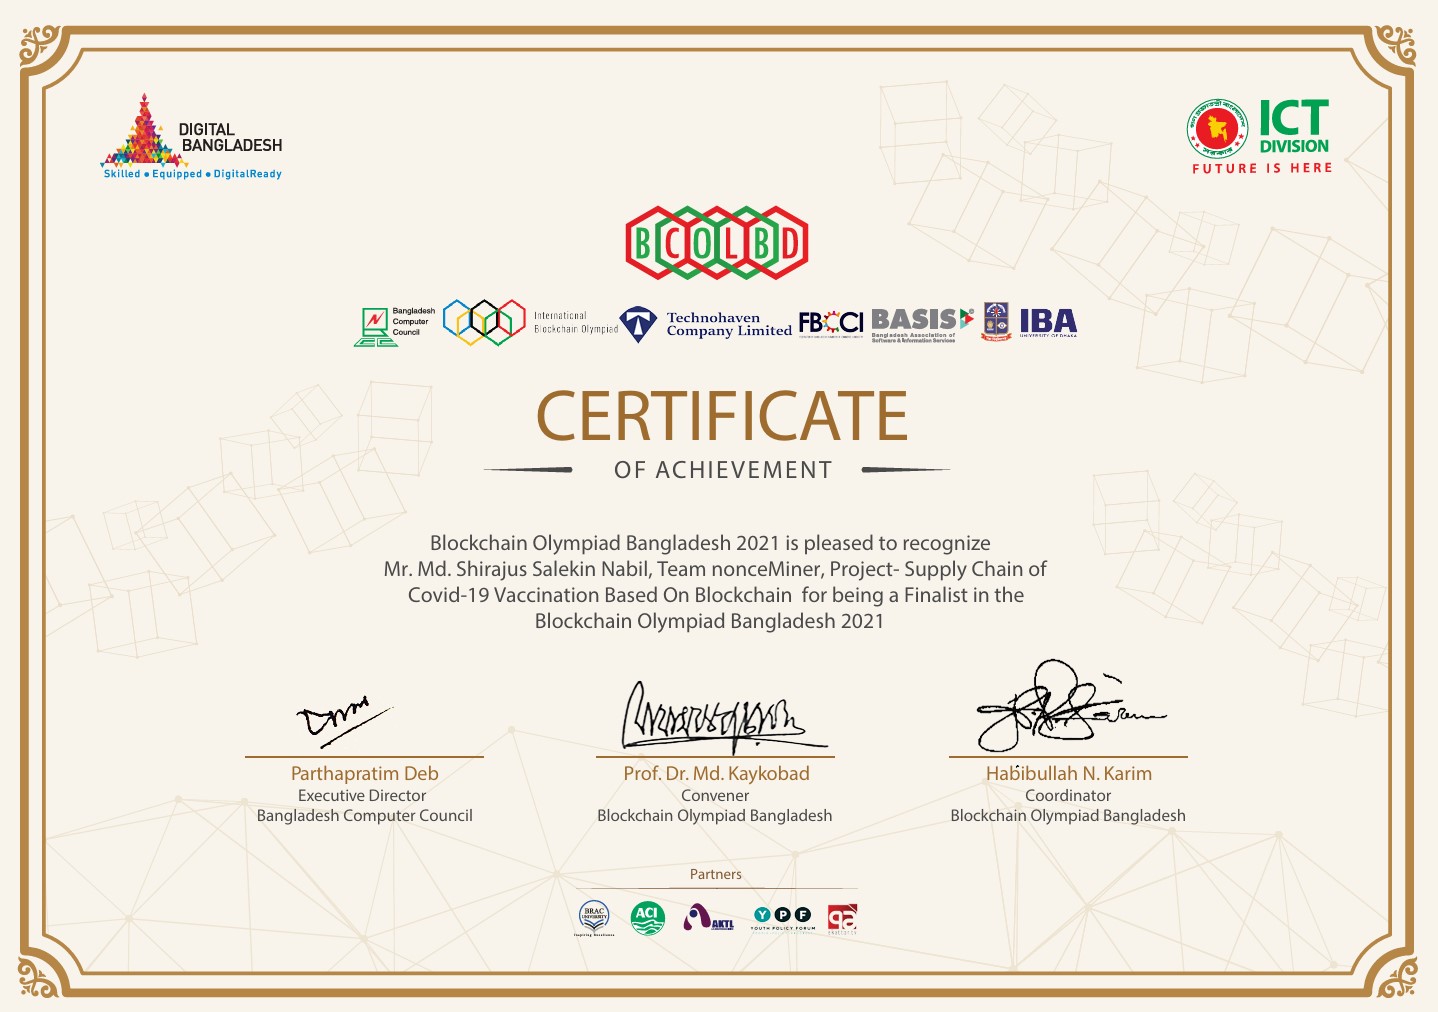 DIGITAL
BANGLADESH
Skilled ● Equipped ● DigitalReady
ICT
DIVISION
FUTURE IS HERE
BCOLBD
Bangladesh
Computer
Council
International
Blockchain Olympiad
Technohaven
Company Limited
FBCCI
BASIS
Bangladesh Association of
Software & Information Services
IBA
UNIVERSITY OF DHAKA
CERTIFICATE
OF ACHIEVEMENT
Blockchain Olympiad Bangladesh 2021 is pleased to recognize
Mr. Md. Shirajus Salekin Nabil, Team nonceMiner, Project- Supply Chain of
Covid-19 Vaccination Based On Blockchain for being a Finalist in the
Blockchain Olympiad Bangladesh 2021
Parthapratim Deb
Executive Director
Bangladesh Computer Council
Prof. Dr. Md. Kaykobad
Convener
Blockchain Olympiad Bangladesh
Habibullah N. Karim
Coordinator
Blockchain Olympiad Bangladesh
Partners
BRAC
UNIVERSITY
Inspiring Excellence
ACI
AKTL
YPF
YOUTH POLICY FORUM